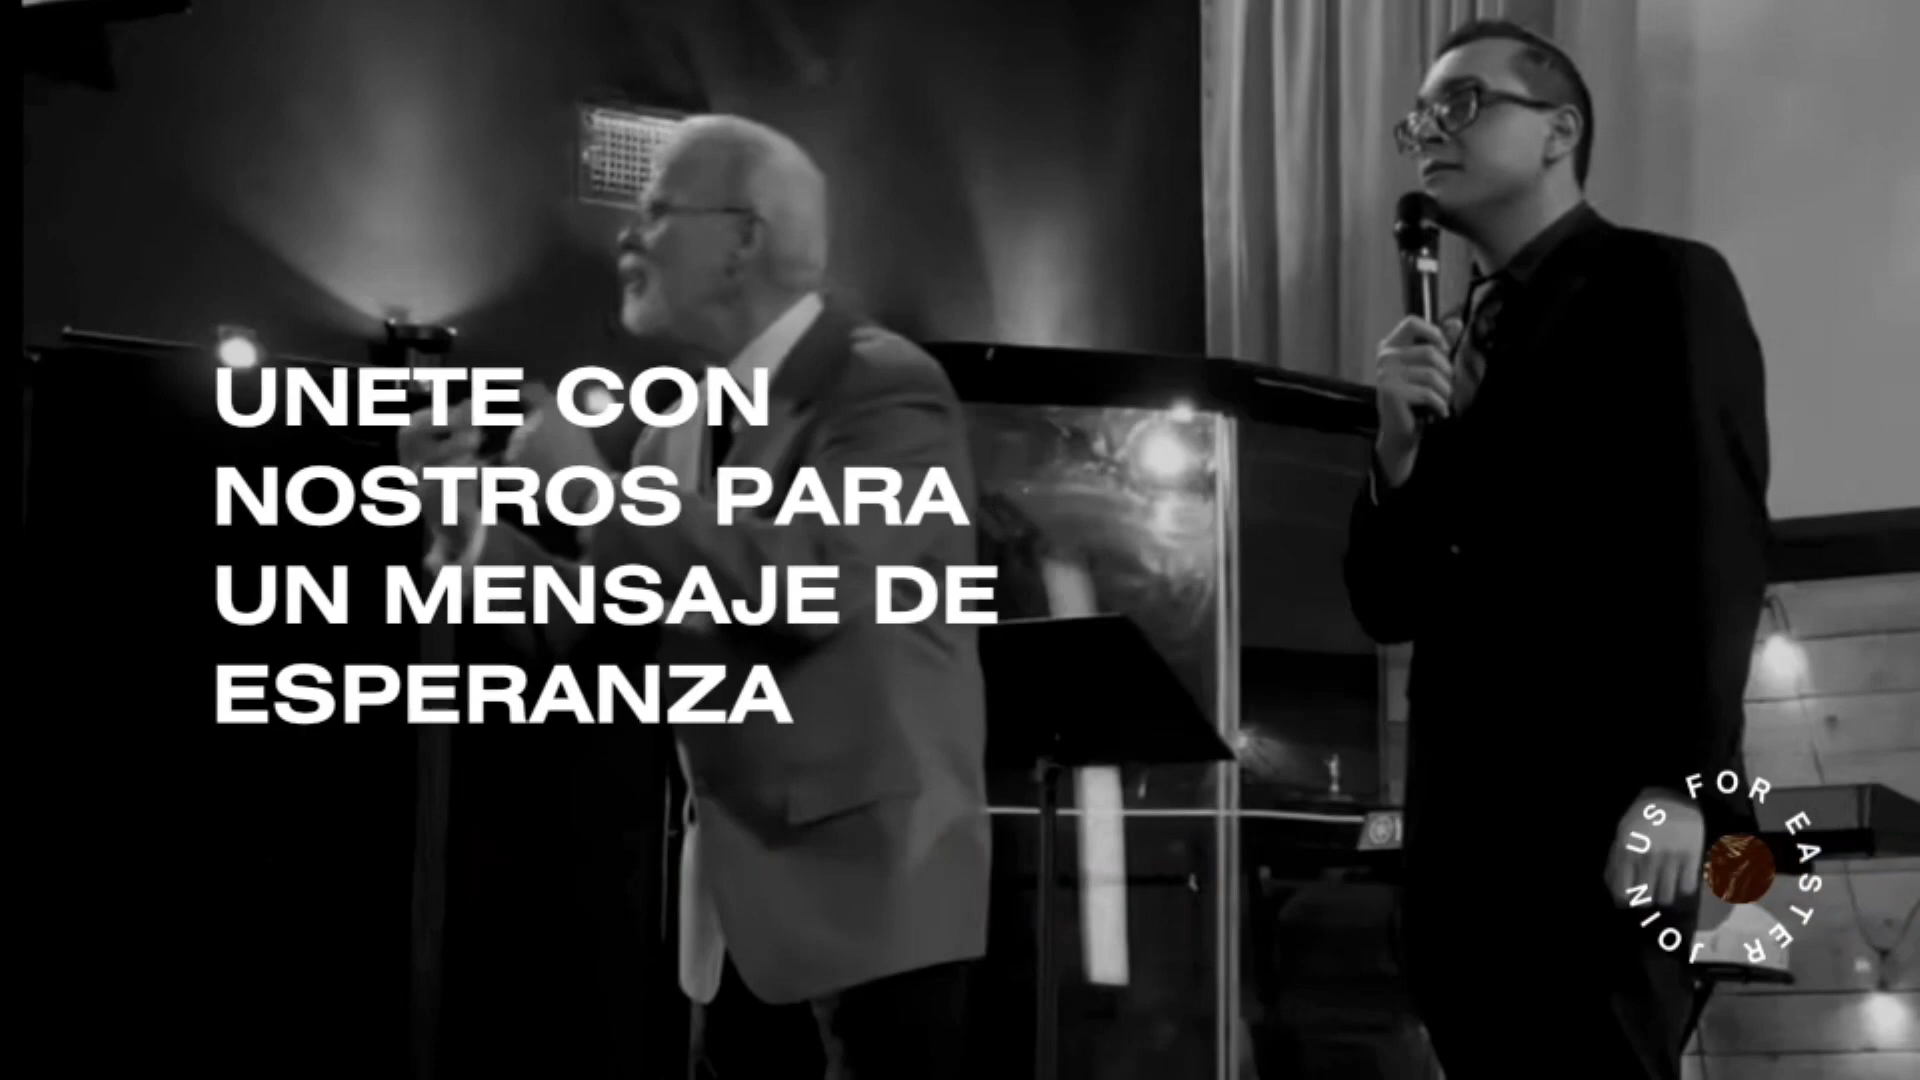 UNETE CON
NOSTROS PARA
UN MENSAJE DE
ESPERANZA
JOIN US FOR EASTER